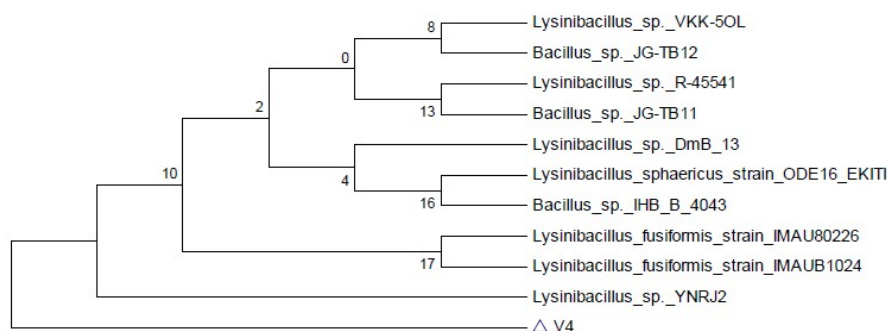 8
Lysinibacillus_sp._VKK-5OL
0
Bacillus_sp._JG-TB12
Lysinibacillus_sp._R-45541
2
13
Bacillus_sp._JG-TB11
Lysinibacillus_sp._DmB_13
10
4
Lysinibacillus_sphaericus_strain_ODE16_EKITI
16
Bacillus_sp._IHB_B_4043
Lysinibacillus_fusiformis_strain_IMAU80226
17
Lysinibacillus_fusiformis_strain_IMAUB1024
Lysinibacillus_sp._YNRJ2
V4